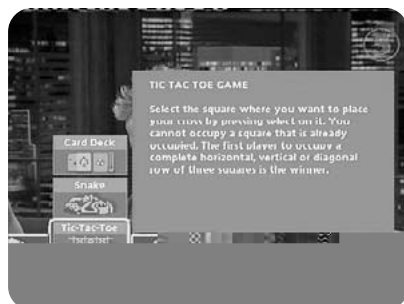 TIC TAC TOE GAME
Select the square where you want to place
your cross by pressing select on it. You
cannot occupy a square that is already
occupied. The first player to occupy a
complete horizontal, vertical or diagonal
row of three squares is the winner.
Card Deck
Snake
Tic-Tac-Toe